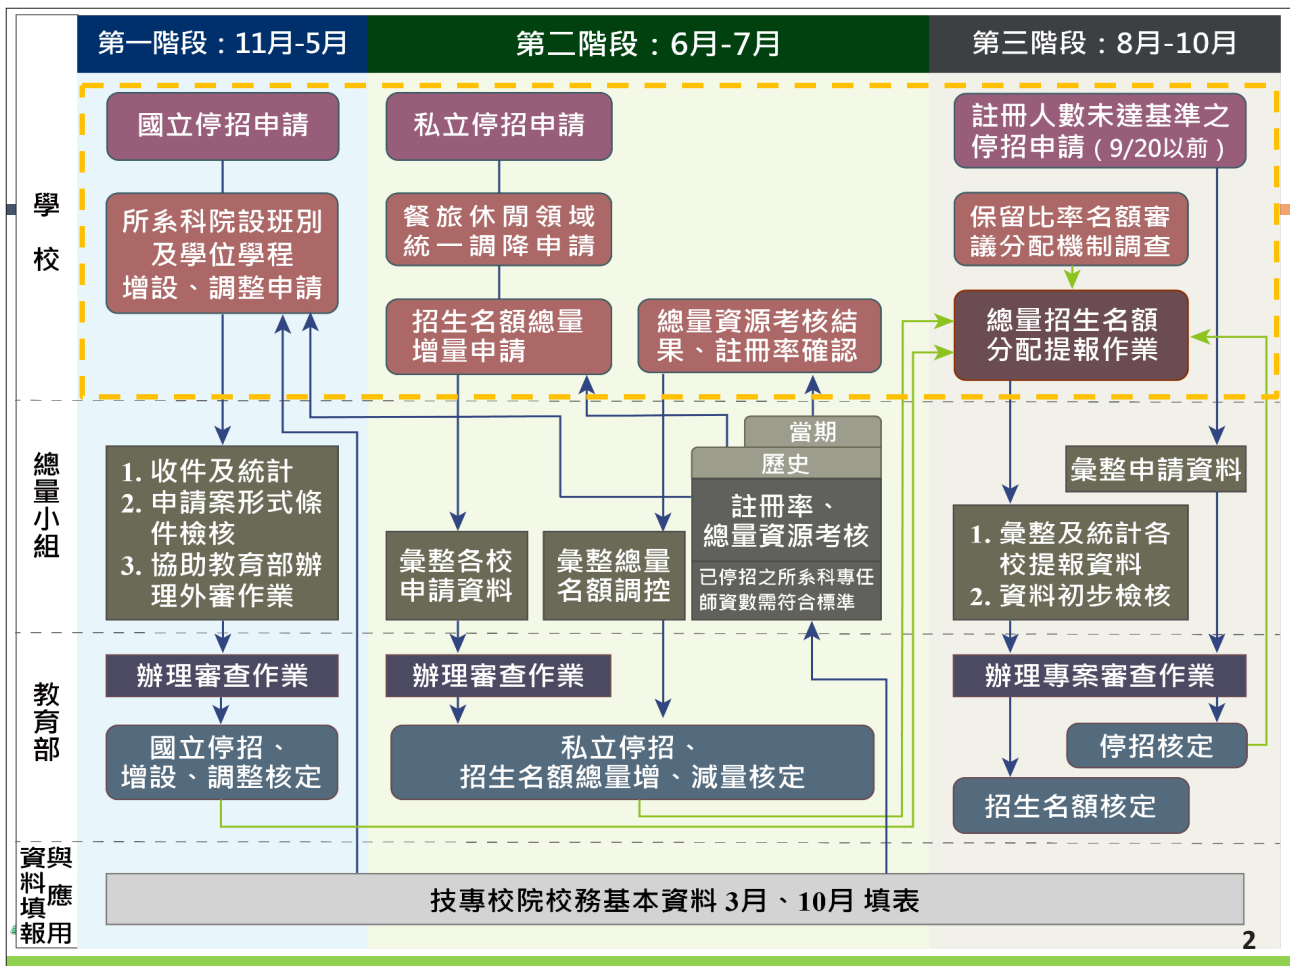 第一階段：11月-5月
第二階段：6月-7月
第三階段：8月-10月
學校
國立停招申請
所系科院設班別
及學位學程
增設、調整申請
私立停招申請
餐旅休閒領域
統一調降申請
招生名額總量
增量申請
總量資源考核結
果、註冊率確認
註冊人數未達基準之
停招申請（9/20以前）
保留比率名額審
議分配機制調查
總量招生名額
分配提報作業
總量小組
1. 收件及統計
2. 申請案形式條
件檢核
3. 協助教育部辦
理外審作業
彙整各校
申請資料
彙整總量
名額調控
當期
歷史
註冊率、
總量資源考核
已停招之所系科專任
師資數需符合標準
彙整申請資料
1. 彙整及統計各
校提報資料
2. 資料初步檢核
教育部
辦理審查作業
國立停招、
增設、調整核定
辦理審查作業
私立停招、
招生名額總量增、減量核定
辦理專案審查作業
停招核定
招生名額核定
資料填報
與應用
技專校院校務基本資料 3月、10月 填表
2